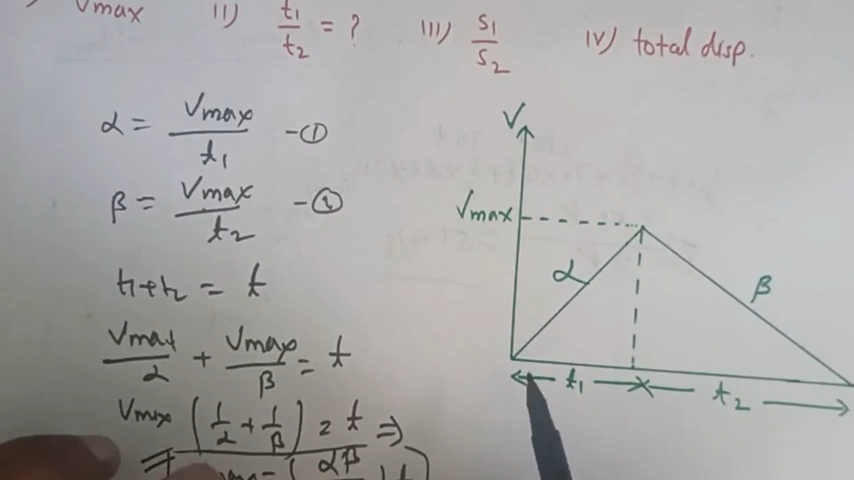 Vmax II) t₁/t₂ = ? III) S₁/S₂ IV) total disp.
α = Vmax/t₁ -①
β = Vmax/t₂ -②
t₁+t₂ = t
Vmax/α + Vmax/β = t
Vmax (1/α + 1/β) = t ⇒
αβ
V
Vmax
α
β
t₁
t₂